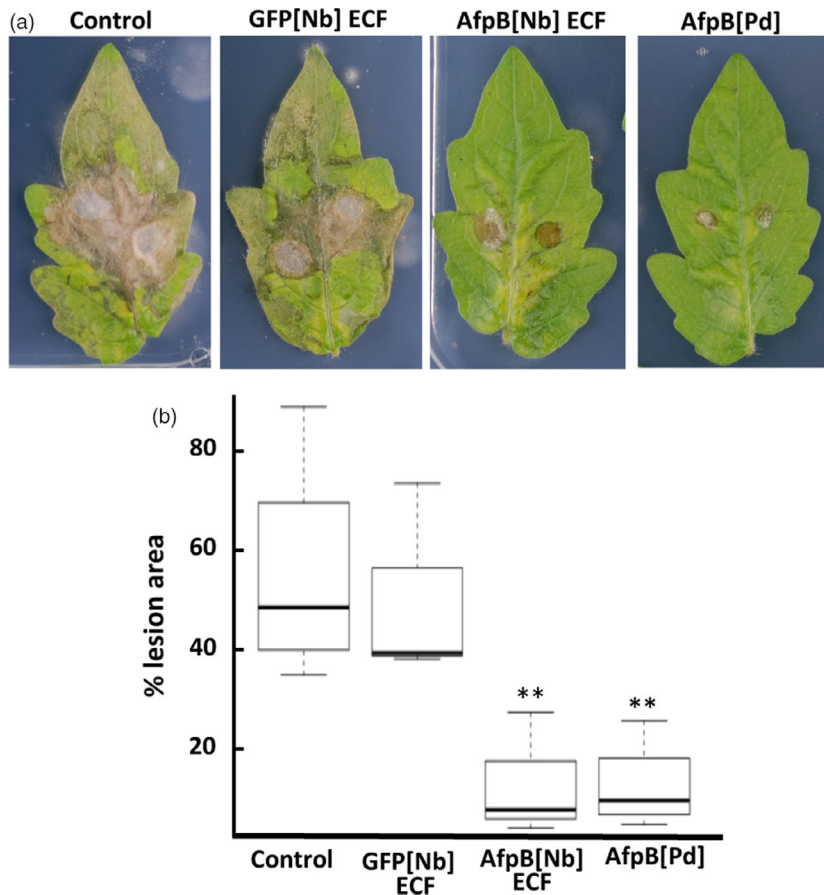 (a)
Control GFP[Nb] ECF AfpB[Nb] ECF AfpB[Pd]
(b)
% lesion area
80
60
40
20
**
**
Control GFP[Nb] ECF AfpB[Nb] ECF AfpB[Pd]